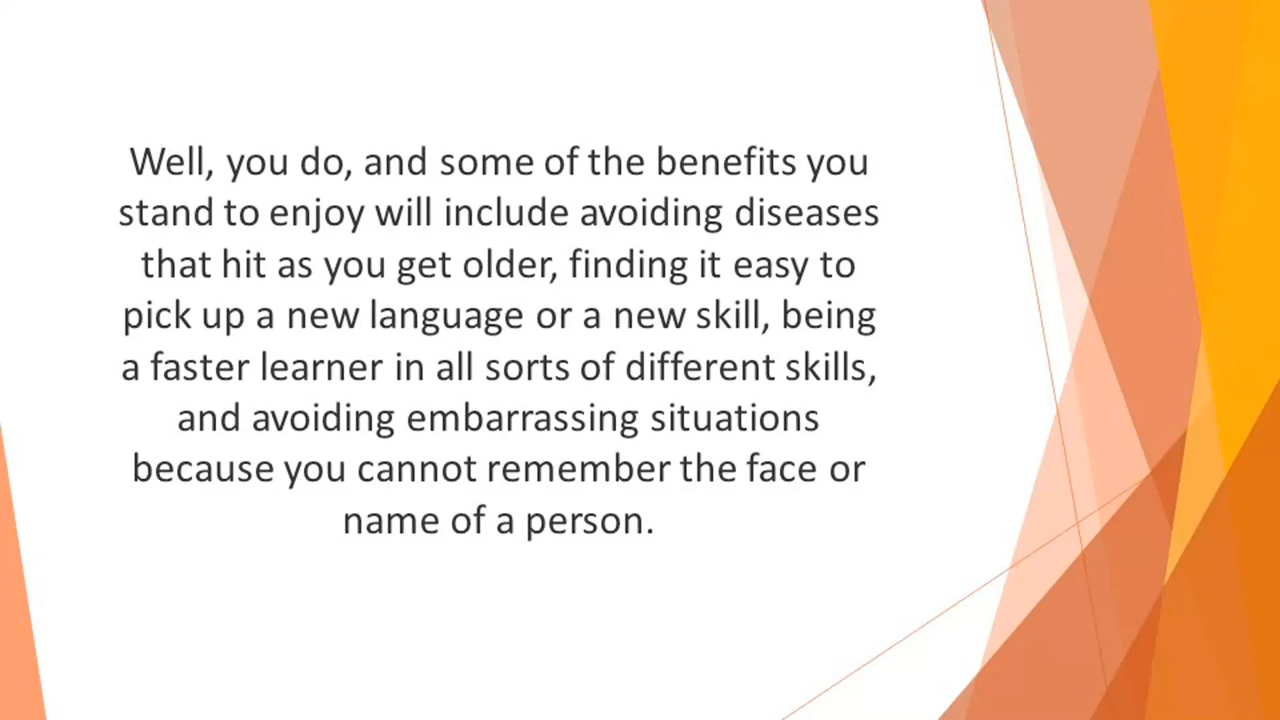 Well, you do, and some of the benefits you
stand to enjoy will include avoiding diseases
that hit as you get older, finding it easy to
pick up a new language or a new skill, being
a faster learner in all sorts of different skills,
and avoiding embarrassing situations
because you cannot remember the face or
name of a person.